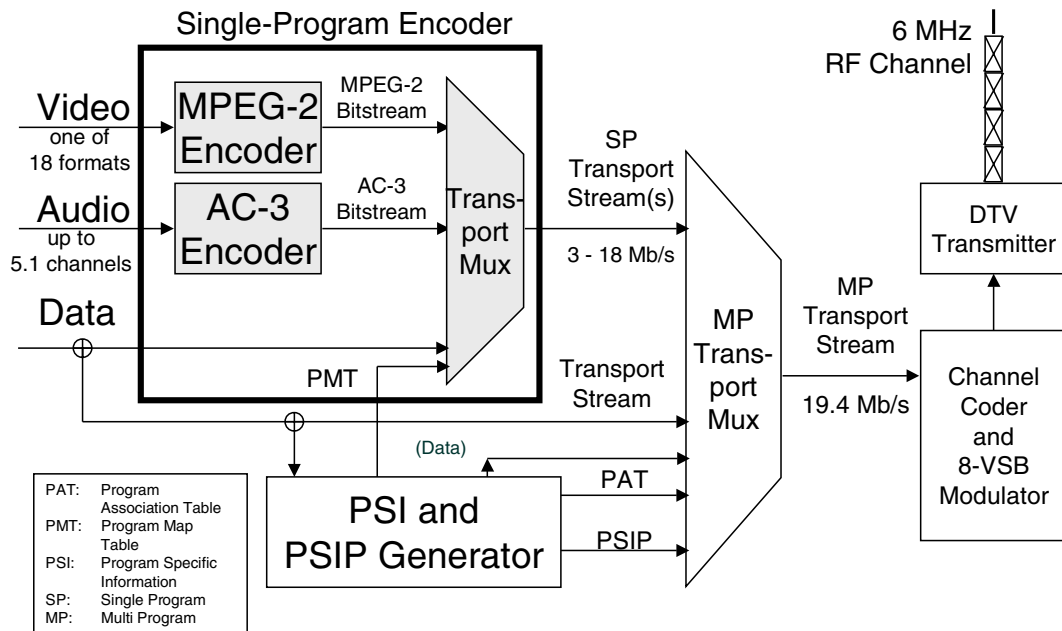 Single-Program Encoder
6 MHz
RF Channel
Video
one of
18 formats
MPEG-2
Encoder
MPEG-2
Bitstream
Audio
up to
5.1 channels
AC-3
Encoder
AC-3
Bitstream
Trans-
port
Mux
SP
Transport
Stream(s)
3 - 18 Mb/s
DTV
Transmitter
Data
PMT
Transport
Stream
MP
Trans-
port
Mux
MP
Transport
Stream
19.4 Mb/s
Channel
Coder
and
8-VSB
Modulator
(Data)
PSI and
PSIP Generator
PAT
PSIP
PAT: Program
Association Table
PMT: Program Map
Table
PSI: Program Specific
Information
SP: Single Program
MP: Multi Program